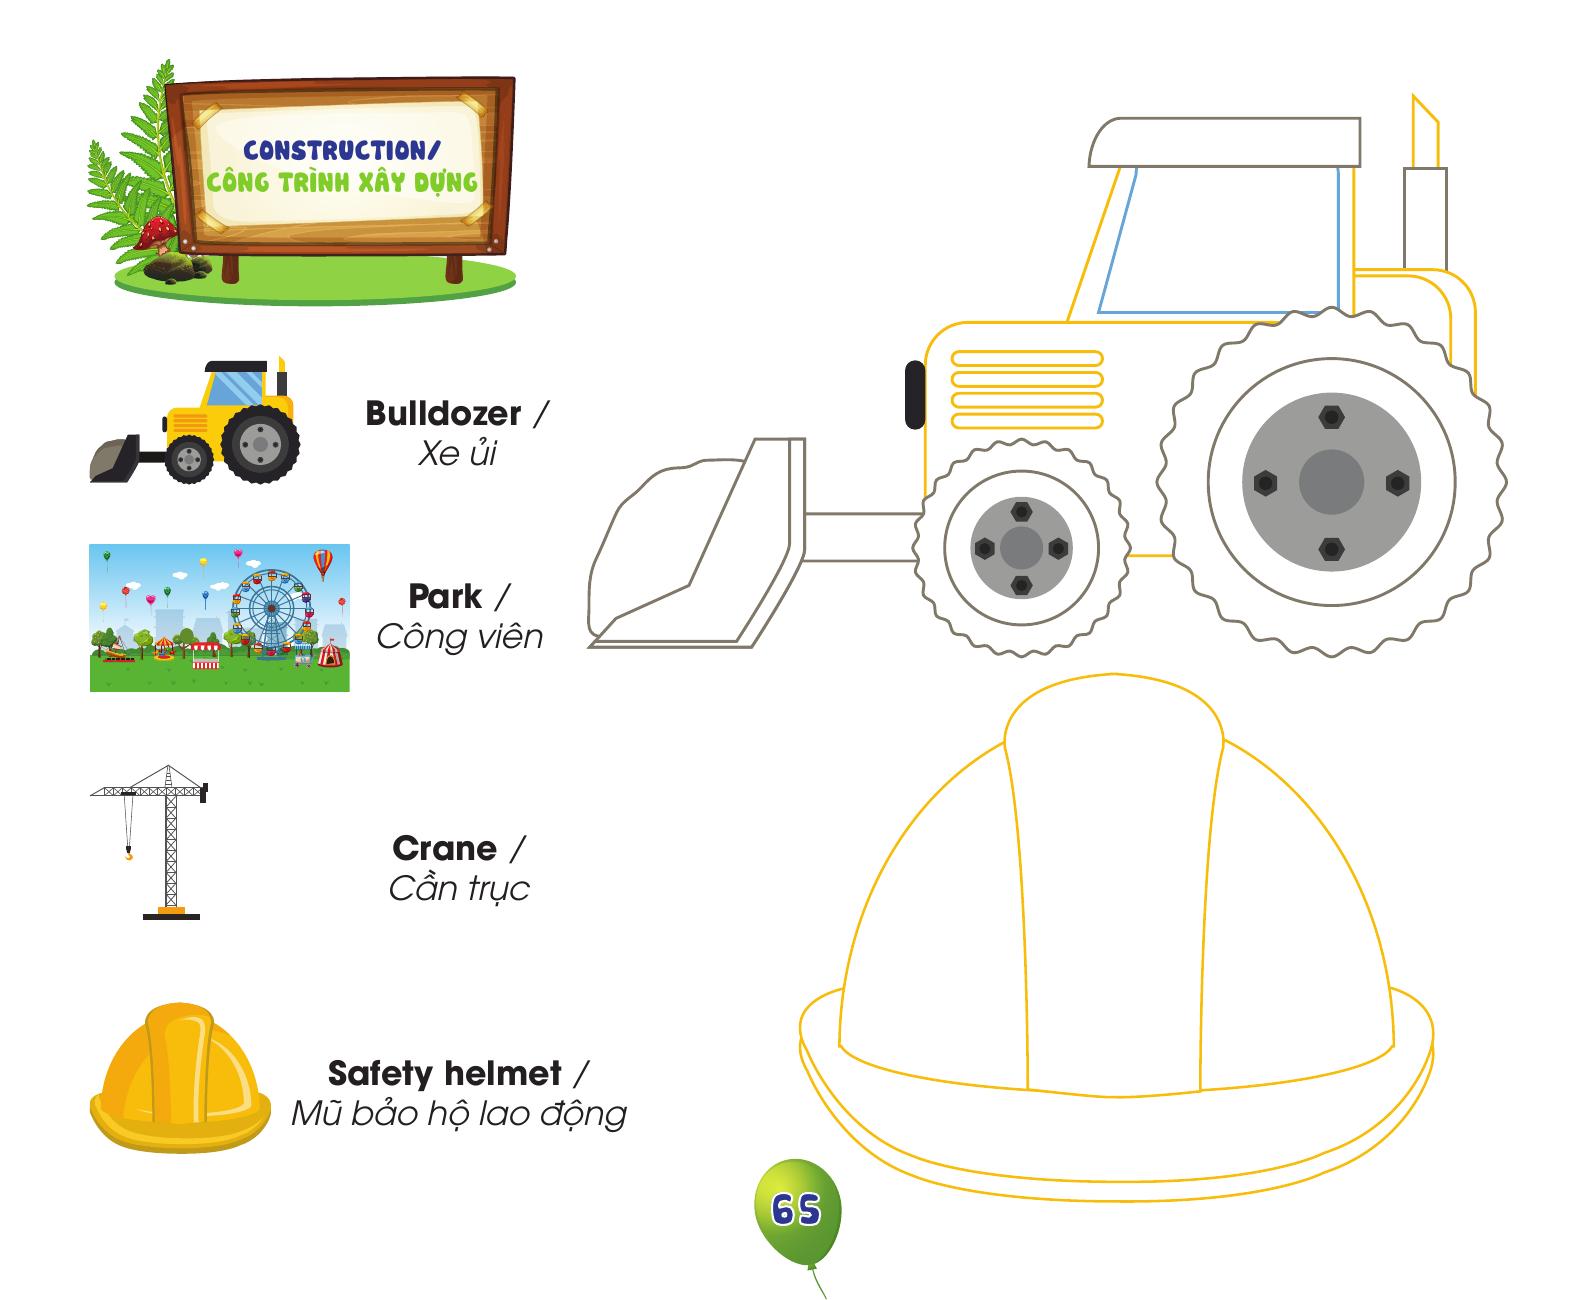 CONSTRUCTION/
CÔNG TRÌNH XÂY DỰNG
Bulldozer /
Xe ủi
Park /
Công viên
Crane /
Cần trục
Safety helmet /
Mũ bảo hộ lao động
65